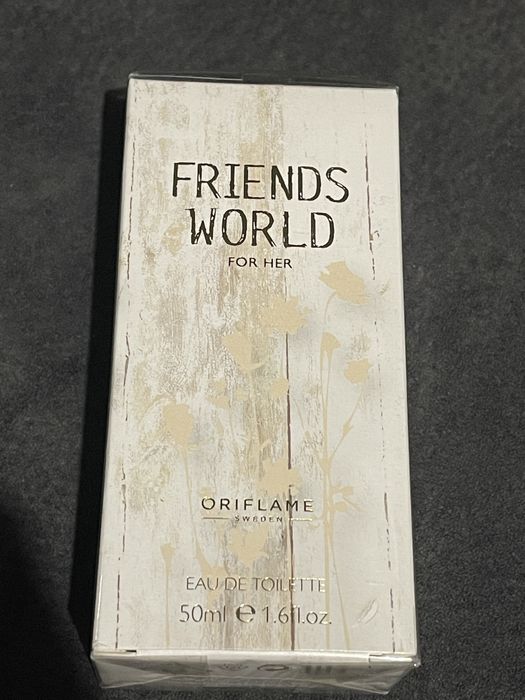 FRIENDS
WORLD
FOR HER
ORIFLAME
SWEDEN
EAU DE TOILETTE
50ml ℮ 1.6fl.oz.